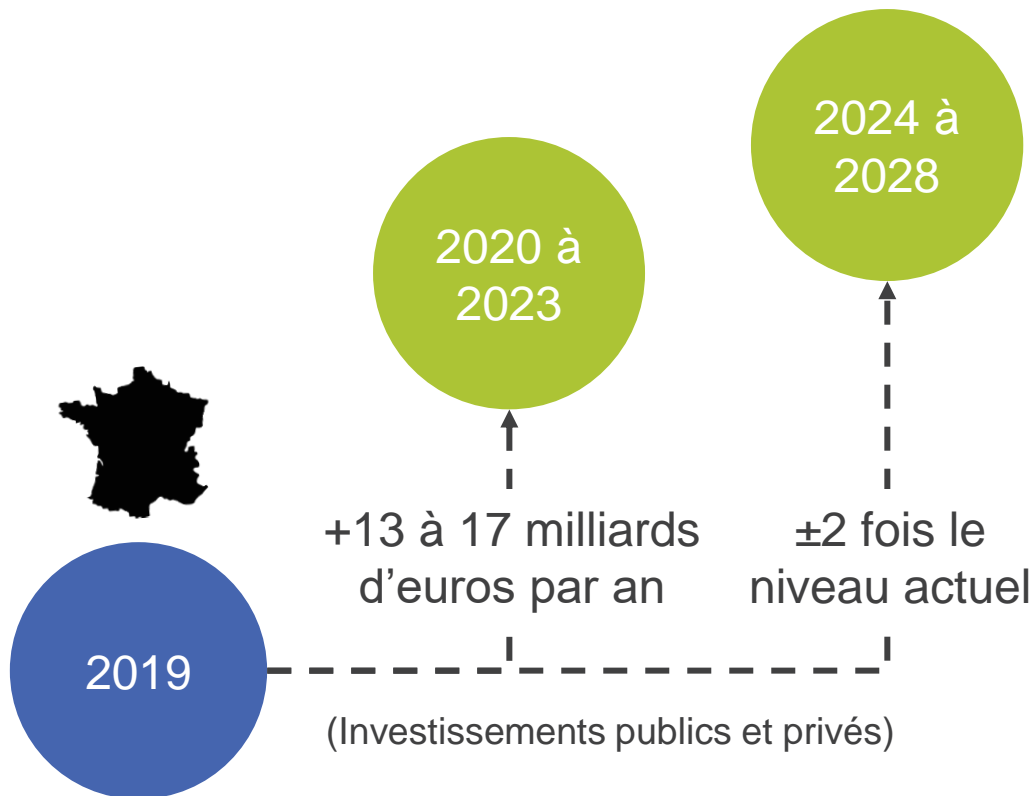 2024 à
2028
2020 à
2023
+13 à 17 milliards
d’euros par an
±2 fois le
niveau actuel
2019
(Investissements publics et privés)